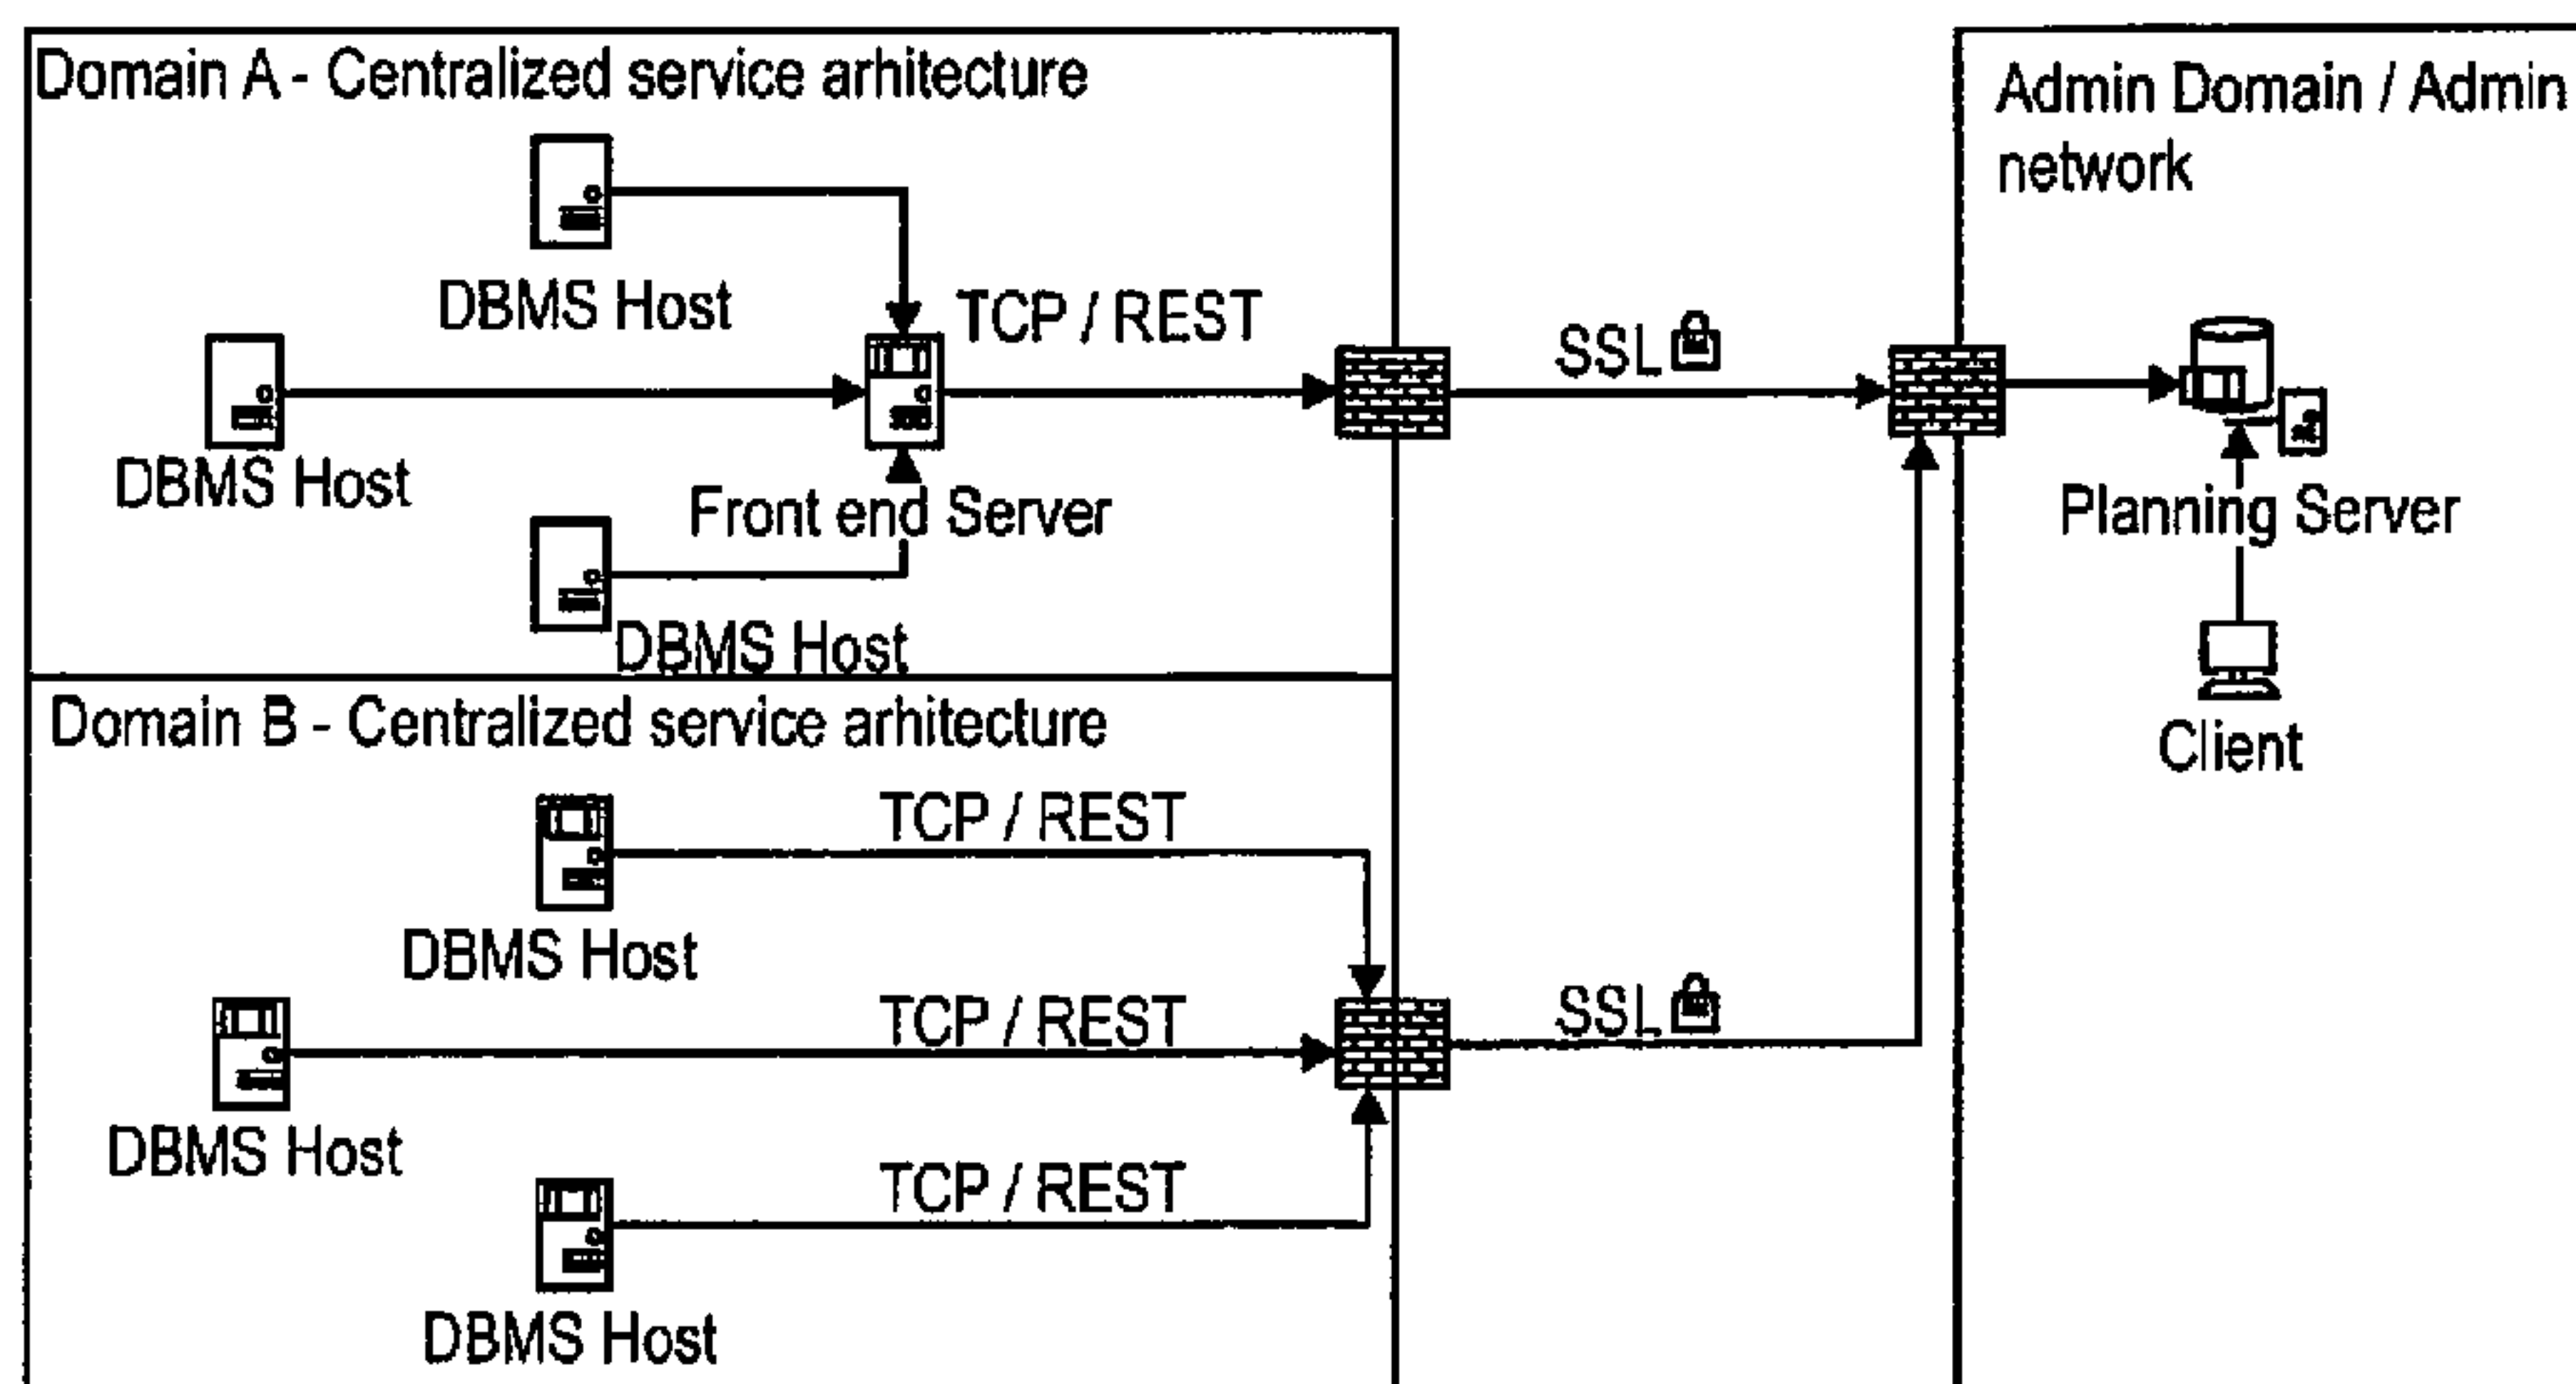 Domain A - Centralized service arhitecture
DBMS Host
TCP / REST
DBMS Host
Front end Server
DBMS Host
SSL
Admin Domain / Admin
network
Planning Server
Client
Domain B - Centralized service arhitecture
TCP / REST
DBMS Host
TCP / REST
SSL
DBMS Host
TCP / REST
DBMS Host